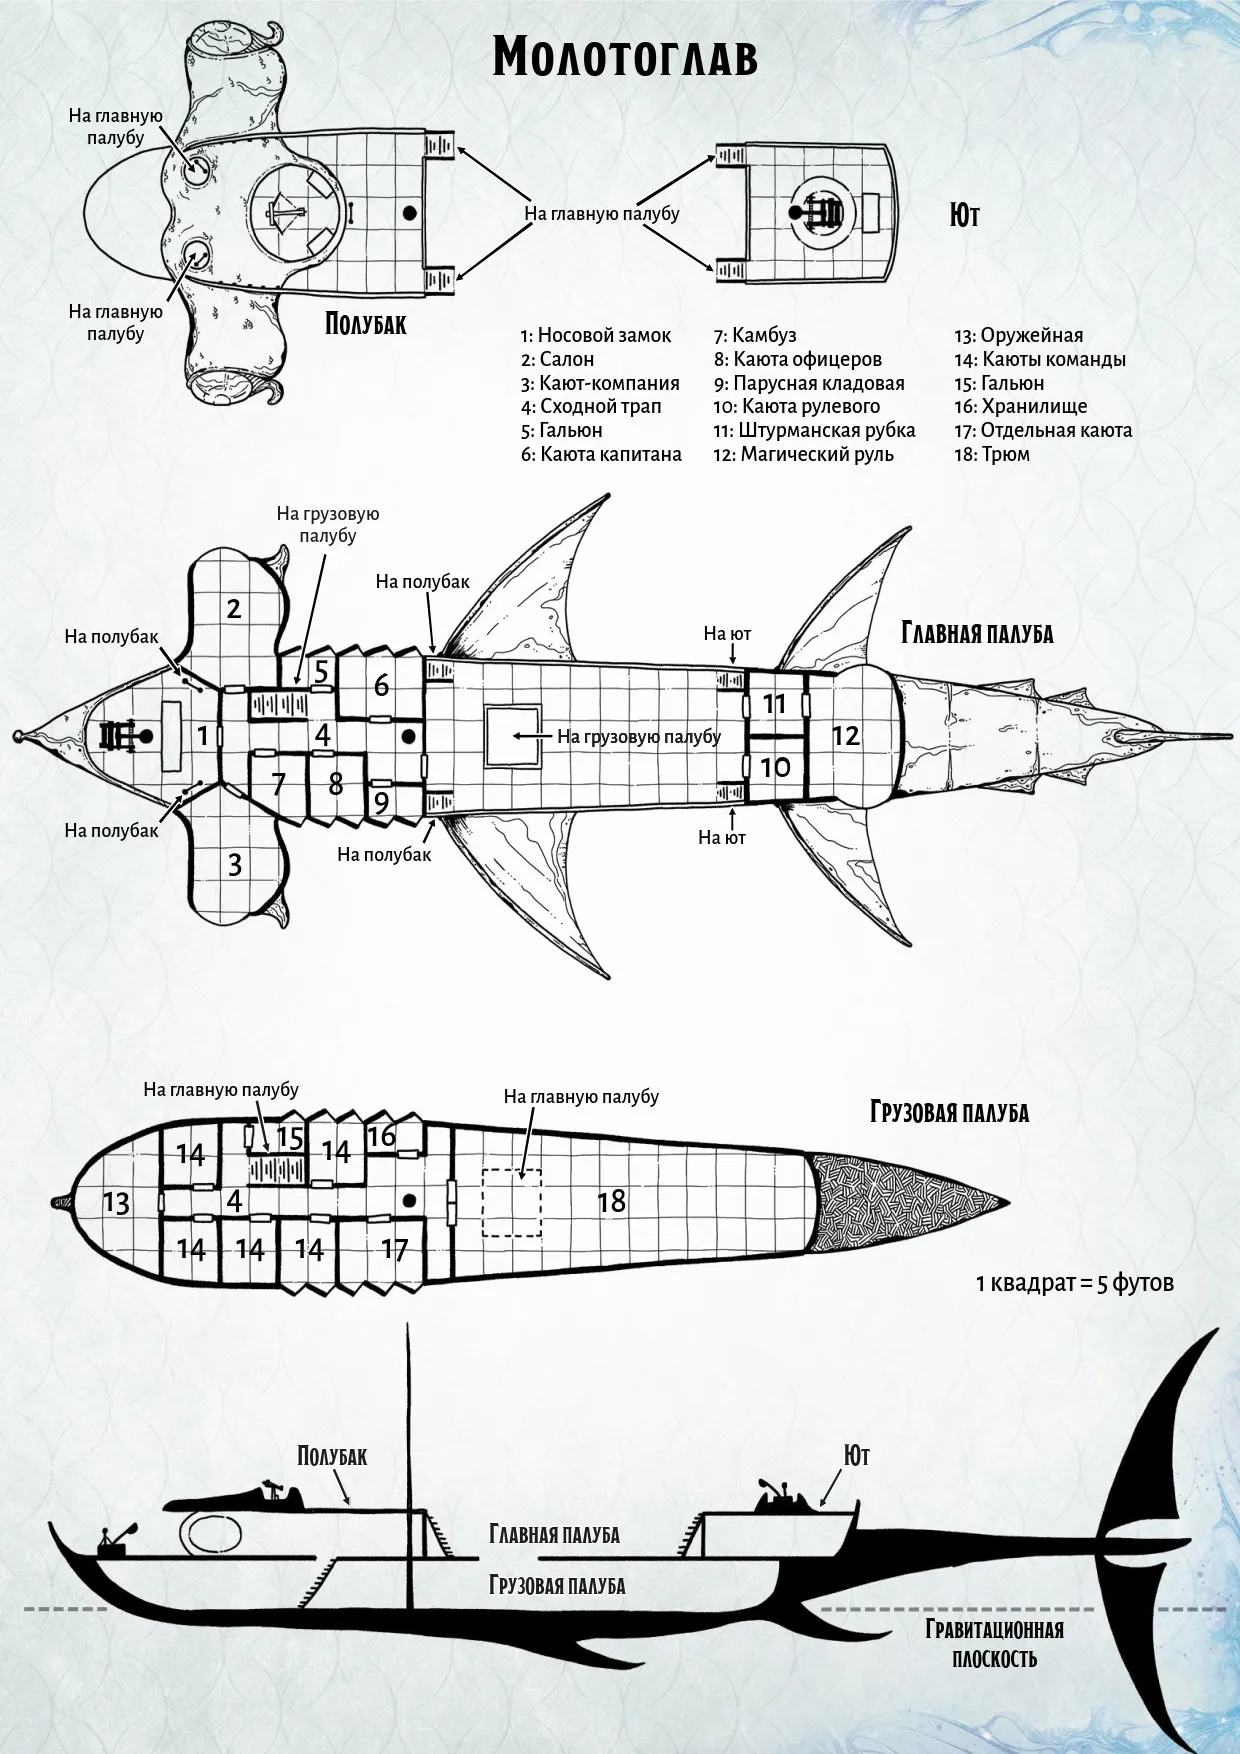 Молотоглав
На главную
палубу
На главную палубу
Ют
На главную
палубу
Полубак
1: Носовой замок
2: Салон
3: Кают-компания
4: Сходной трап
5: Гальюн
6: Каюта капитана
7: Камбуз
8: Каюта офицеров
9: Парусная кладовая
10: Каюта рулевого
11: Штурманская рубка
12: Магический руль
13: Оружейная
14: Каюты команды
15: Гальюн
16: Хранилище
17: Отдельная каюта
18: Трюм
На грузовую
палубу
На полубак
На полубак
На ют
Главная палуба
2
5
6
11
1
4
На грузовую палубу
12
10
7
8
9
На полубак
На полубак
На ют
3
На главную палубу
На главную палубу
Грузовая палуба
15
16
14
14
13
4
18
14
14
14
17
1 квадрат = 5 футов
Полубак
Ют
Главная палуба
Грузовая палуба
Гравитационная
плоскость